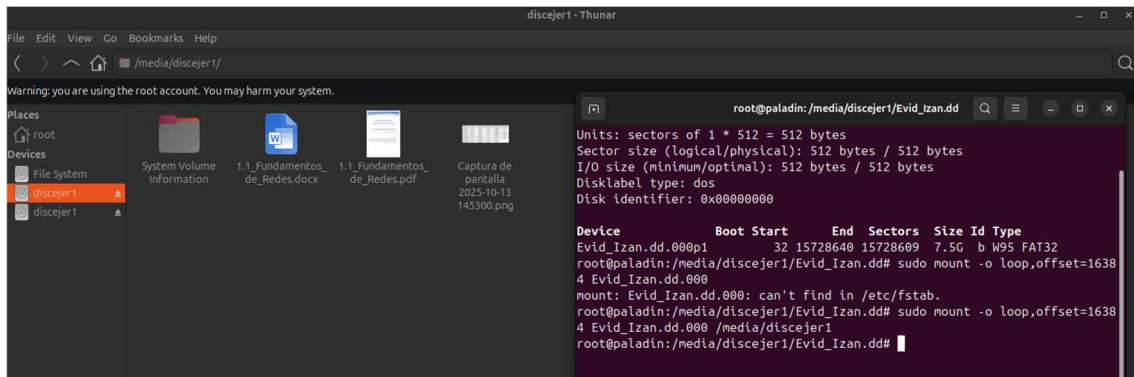 discejer1 - Thunar
File Edit View Go Bookmarks Help
/media/discejer1/
Warning: you are using the root account. You may harm your system.
Places
root
Devices
File System
discejer1
discejer1
System Volume
Information
1.1_Fundamentos_
de_Redes.docx
1.1_Fundamentos_
de_Redes.pdf
Captura de
pantalla
2025-10-13
145300.png
root@paladin: /media/discejer1/Evid_Izan.dd
Units: sectors of 1 * 512 = 512 bytes
Sector size (logical/physical): 512 bytes / 512 bytes
I/O size (minimum/optimal): 512 bytes / 512 bytes
Disklabel type: dos
Disk identifier: 0x00000000
Device Boot Start End Sectors Size Id Type
Evid_Izan.dd.000p1 32 15728640 15728609 7.5G b W95 FAT32
root@paladin:/media/discejer1/Evid_Izan.dd# sudo mount -o loop,offset=1638
4 Evid_Izan.dd.000
mount: Evid_Izan.dd.000: can't find in /etc/fstab.
root@paladin:/media/discejer1/Evid_Izan.dd# sudo mount -o loop,offset=1638
4 Evid_Izan.dd.000 /media/discejer1
root@paladin:/media/discejer1/Evid_Izan.dd#